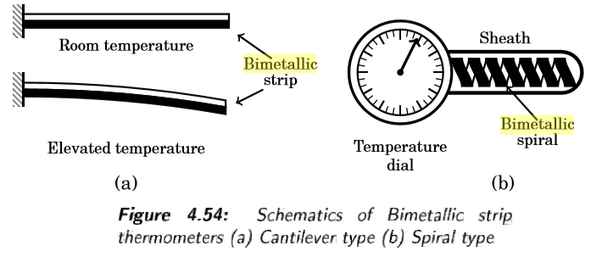 Room temperature
Bimetallic
strip
Elevated temperature
(a)
Sheath
Bimetallic
spiral
Temperature
dial
(b)
Figure 4.54: Schematics of Bimetallic strip
thermometers (a) Cantilever type (b) Spiral type